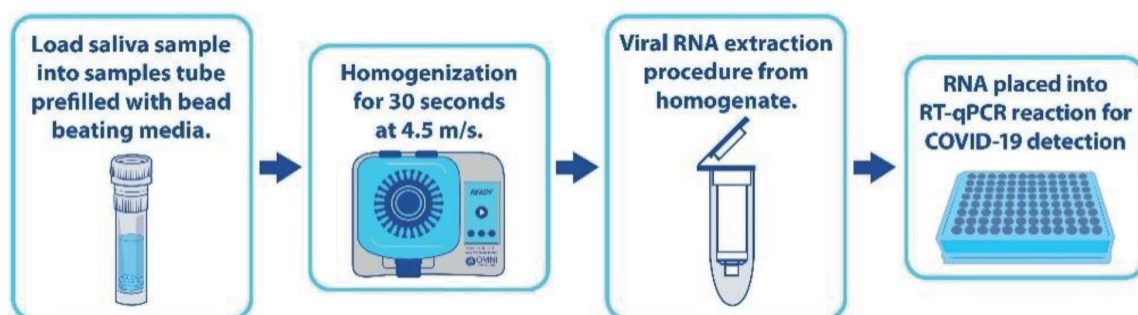 Load saliva sample
into samples tube
prefilled with bead
beating media.
Homogenization
for 30 seconds
at 4.5 m/s.
READY
OMNI
Viral RNA extraction
procedure from
homogenate.
RNA placed into
RT-qPCR reaction for
COVID-19 detection